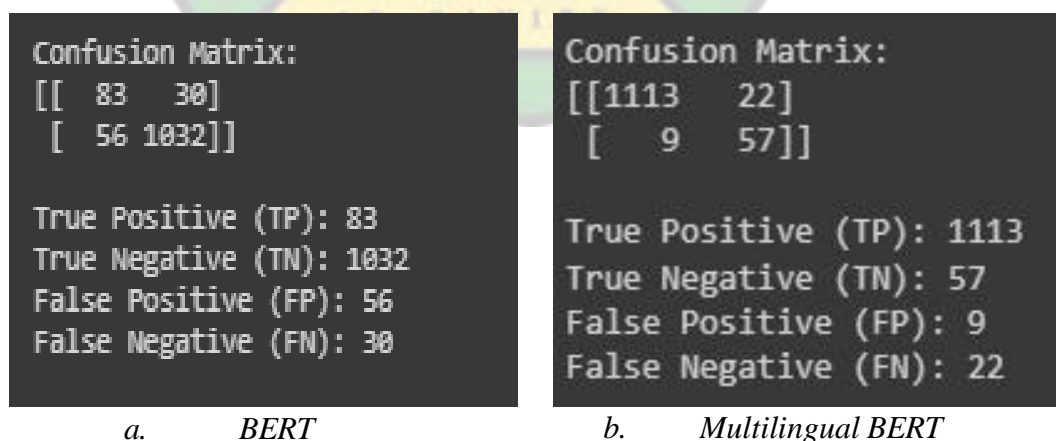 Confusion Matrix:
[[ 83 30]
[ 56 1032]]
True Positive (TP): 83
True Negative (TN): 1032
False Positive (FP): 56
False Negative (FN): 30
a. BERT
Confusion Matrix:
[[1113 22]
[ 9 57]]
True Positive (TP): 1113
True Negative (TN): 57
False Positive (FP): 9
False Negative (FN): 22
b. Multilingual BERT